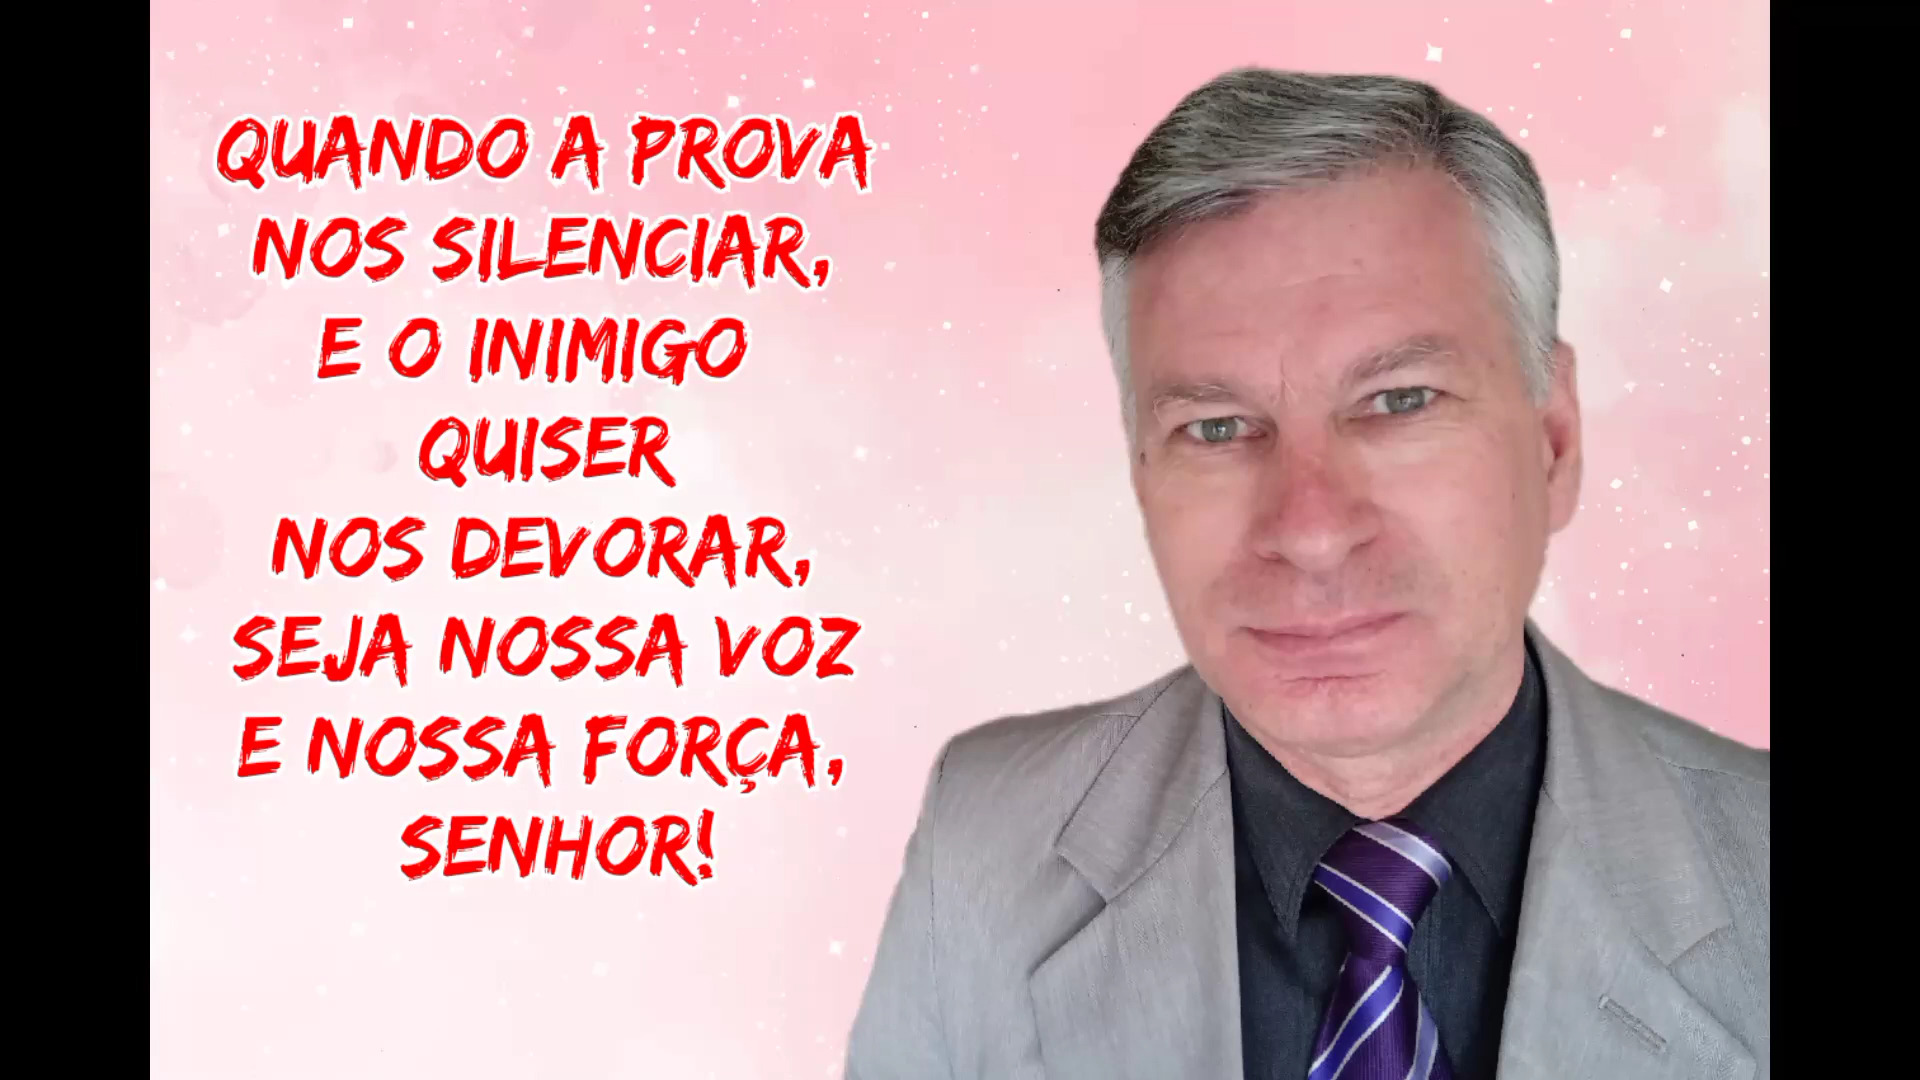 QUANDO A PROVA
NOS SILENCIAR,
E O INIMIGO
QUISER
NOS DEVORAR,
SEJA NOSSA VOZ
E NOSSA FORÇA,
SENHOR!